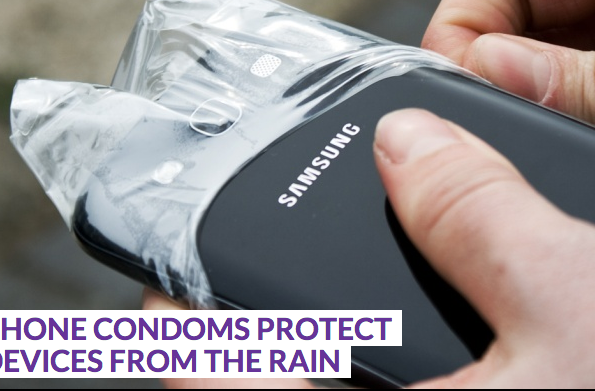 SAMSUNG
HONE CONDOMS PROTECT
DEVICES FROM THE RAIN